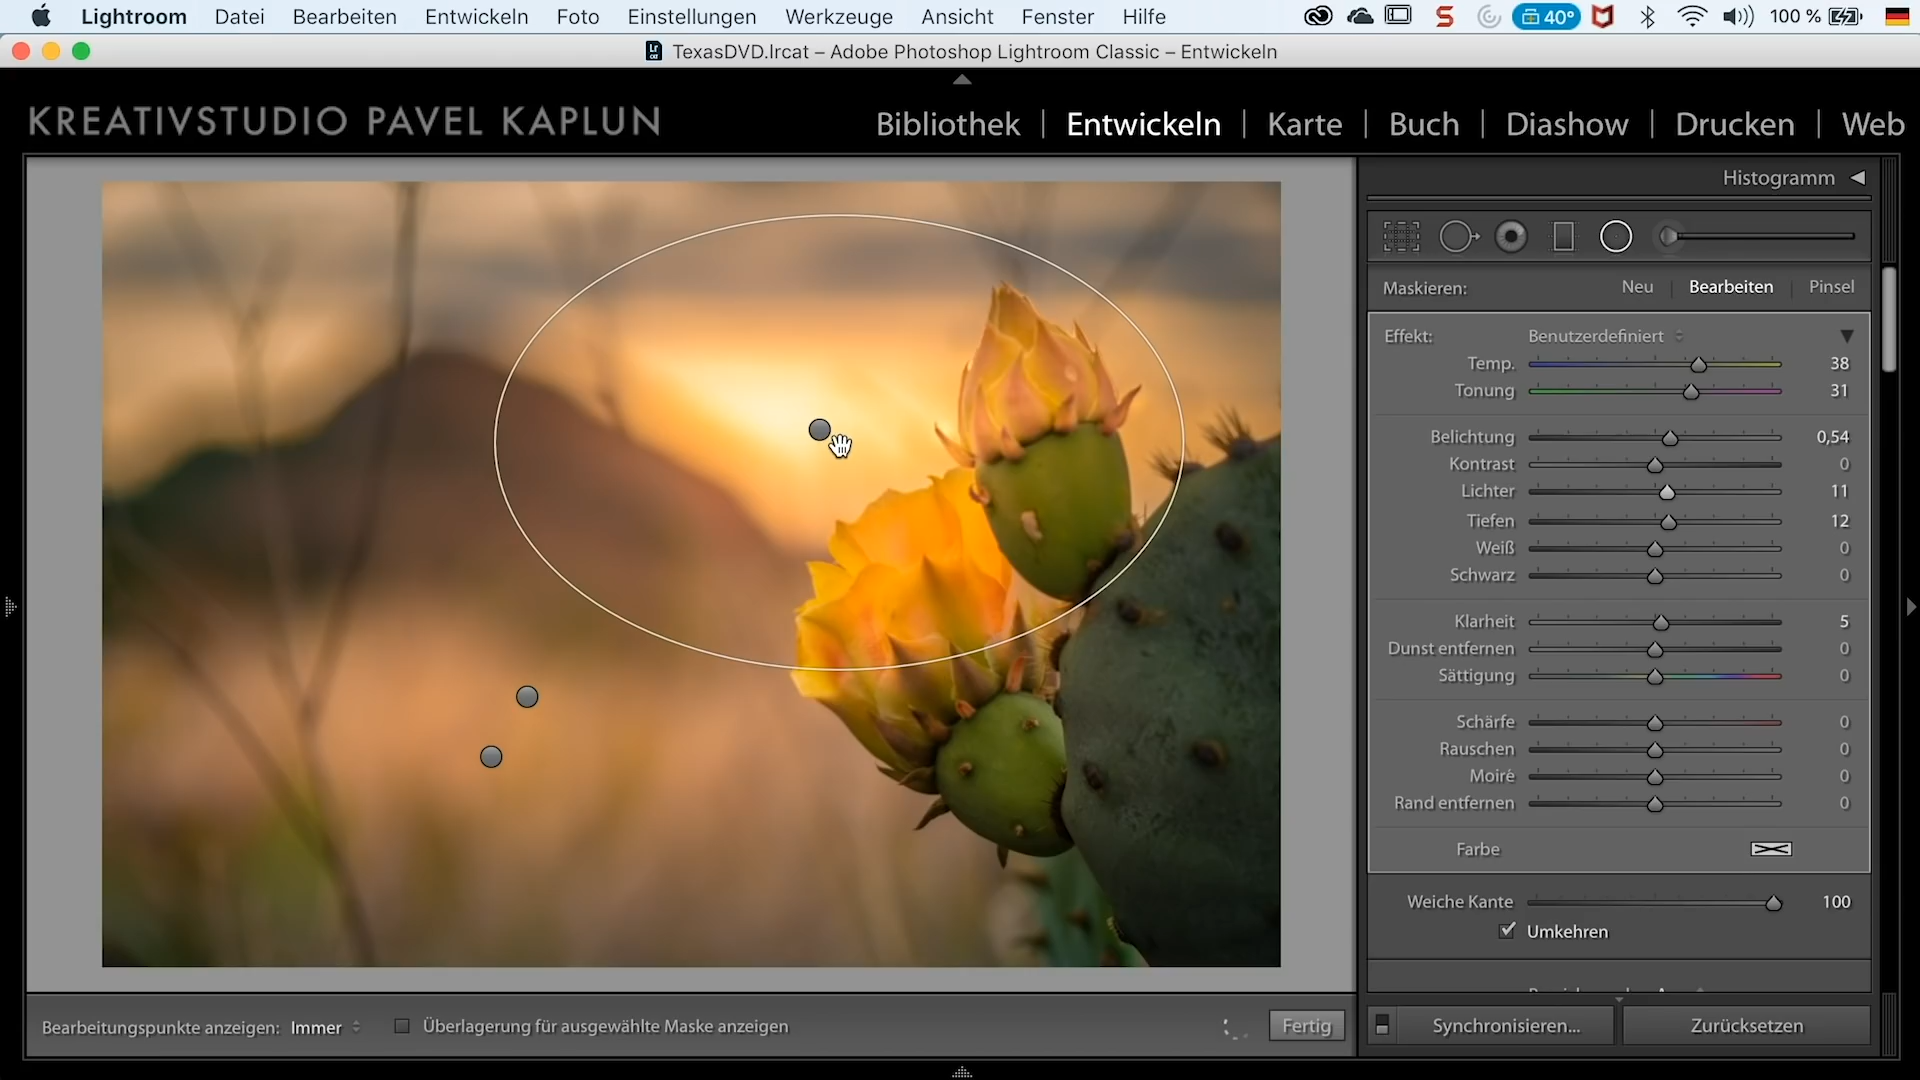 Lightroom Datei Bearbeiten Entwickeln Foto Einstellungen Werkzeuge Ansicht Fenster Hilfe 40° 100 %
TexasDVD.lrcat – Adobe Photoshop Lightroom Classic – Entwickeln
KREATIVSTUDIO PAVEL KAPLUN
Bibliothek | Entwickeln | Karte | Buch | Diashow | Drucken | Web
Histogramm
Maskieren: Neu Bearbeiten Pinsel
Effekt: Benutzerdefiniert
Temp. 38
Tonung 31
Belichtung 0,54
Kontrast 0
Lichter 11
Tiefen 12
Weiß 0
Schwarz 0
Klarheit 5
Dunst entfernen 0
Sättigung 0
Schärfe 0
Rauschen 0
Moiré 0
Rand entfernen 0
Farbe
Weiche Kante 100
Umkehren
Bearbeitungspunkte anzeigen: Immer Überlagerung für ausgewählte Maske anzeigen Fertig Synchronisieren... Zurücksetzen